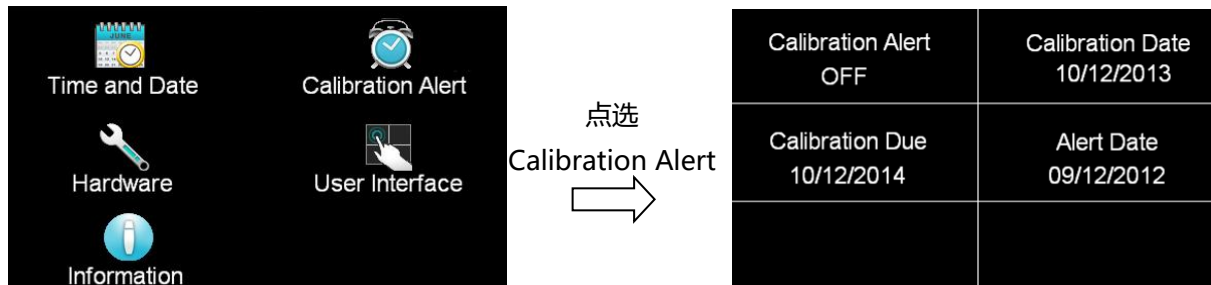 JUNE
Time and Date
Calibration Alert
Hardware
User Interface
Information
点选
Calibration Alert
Calibration Alert
OFF
Calibration Date
10/12/2013
Calibration Due
10/12/2014
Alert Date
09/12/2012